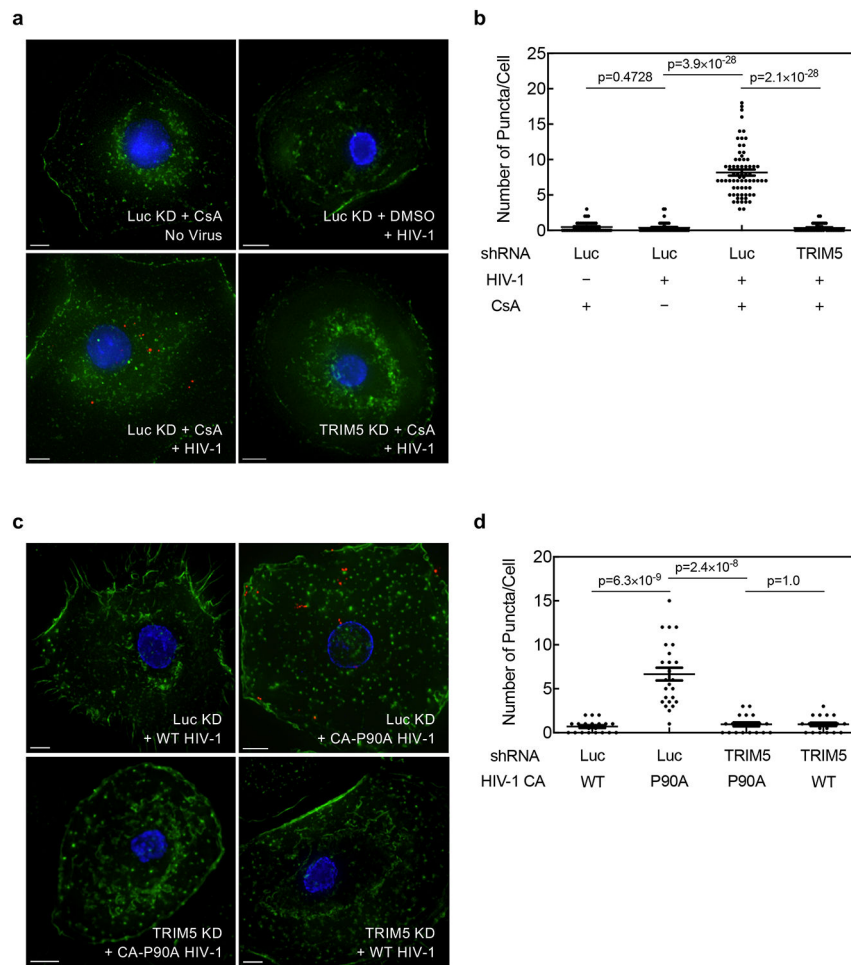 a
Luc KD + CsA
No Virus
Luc KD + DMSO
+ HIV-1
Luc KD + CsA
+ HIV-1
TRIM5 KD + CsA
+ HIV-1
b
Number of Puncta/Cell
25
20
15
10
5
0
p=0.4728
p=3.9×10-28
p=2.1×10-28
shRNA Luc Luc Luc TRIM5
HIV-1 – + + +
CsA + – + +
c
Luc KD
+ WT HIV-1
Luc KD
+ CA-P90A HIV-1
TRIM5 KD
+ CA-P90A HIV-1
TRIM5 KD
+ WT HIV-1
d
Number of Puncta/Cell
20
15
10
5
0
p=6.3×10-9
p=2.4×10-8
p=1.0
shRNA Luc Luc TRIM5 TRIM5
HIV-1 CA WT P90A P90A WT